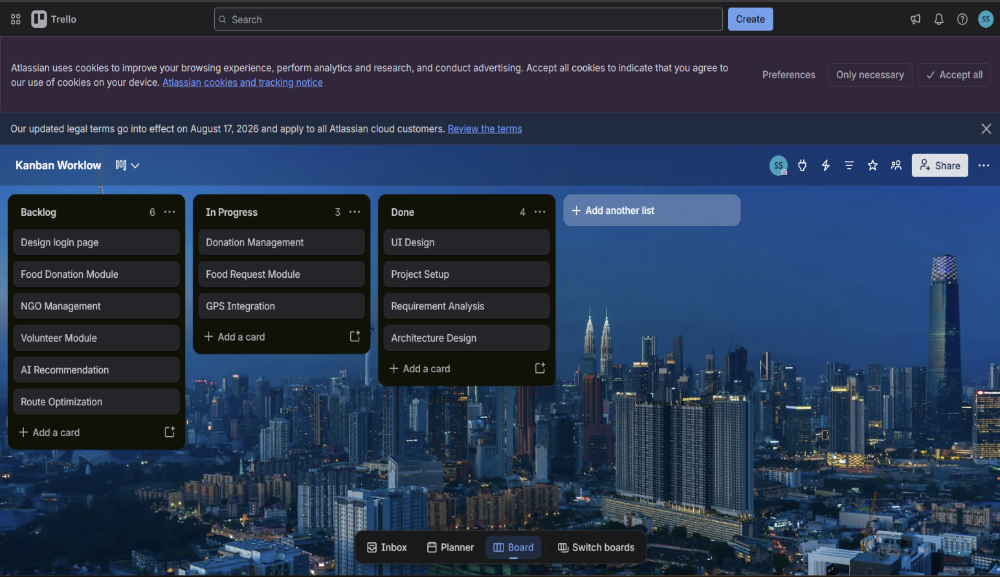 Trello
Search
Create
SS
Atlassian uses cookies to improve your browsing experience, perform analytics and research, and conduct advertising. Accept all cookies to indicate that you agree to
our use of cookies on your device. Atlassian cookies and tracking notice
Preferences
Only necessary
Accept all
Our updated legal terms go into effect on August 17, 2026 and apply to all Atlassian cloud customers. Review the terms
Kanban Worklow
SS
Share
Backlog 6
Design login page
Food Donation Module
NGO Management
Volunteer Module
AI Recommendation
Route Optimization
Add a card
In Progress 3
Donation Management
Food Request Module
GPS Integration
Add a card
Done 4
UI Design
Project Setup
Requirement Analysis
Architecture Design
Add a card
Add another list
Inbox
Planner
Board
Switch boards